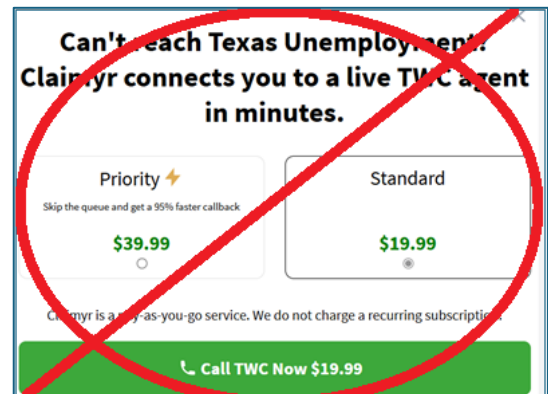 Can't reach Texas Unemployment?
Claimyr connects you to a live TWC agent
in minutes.
Priority
Skip the queue and get a 95% faster callback
$39.99
Standard
$19.99
Claimyr is a pay-as-you-go service. We do not charge a recurring subscription.
Call TWC Now $19.99